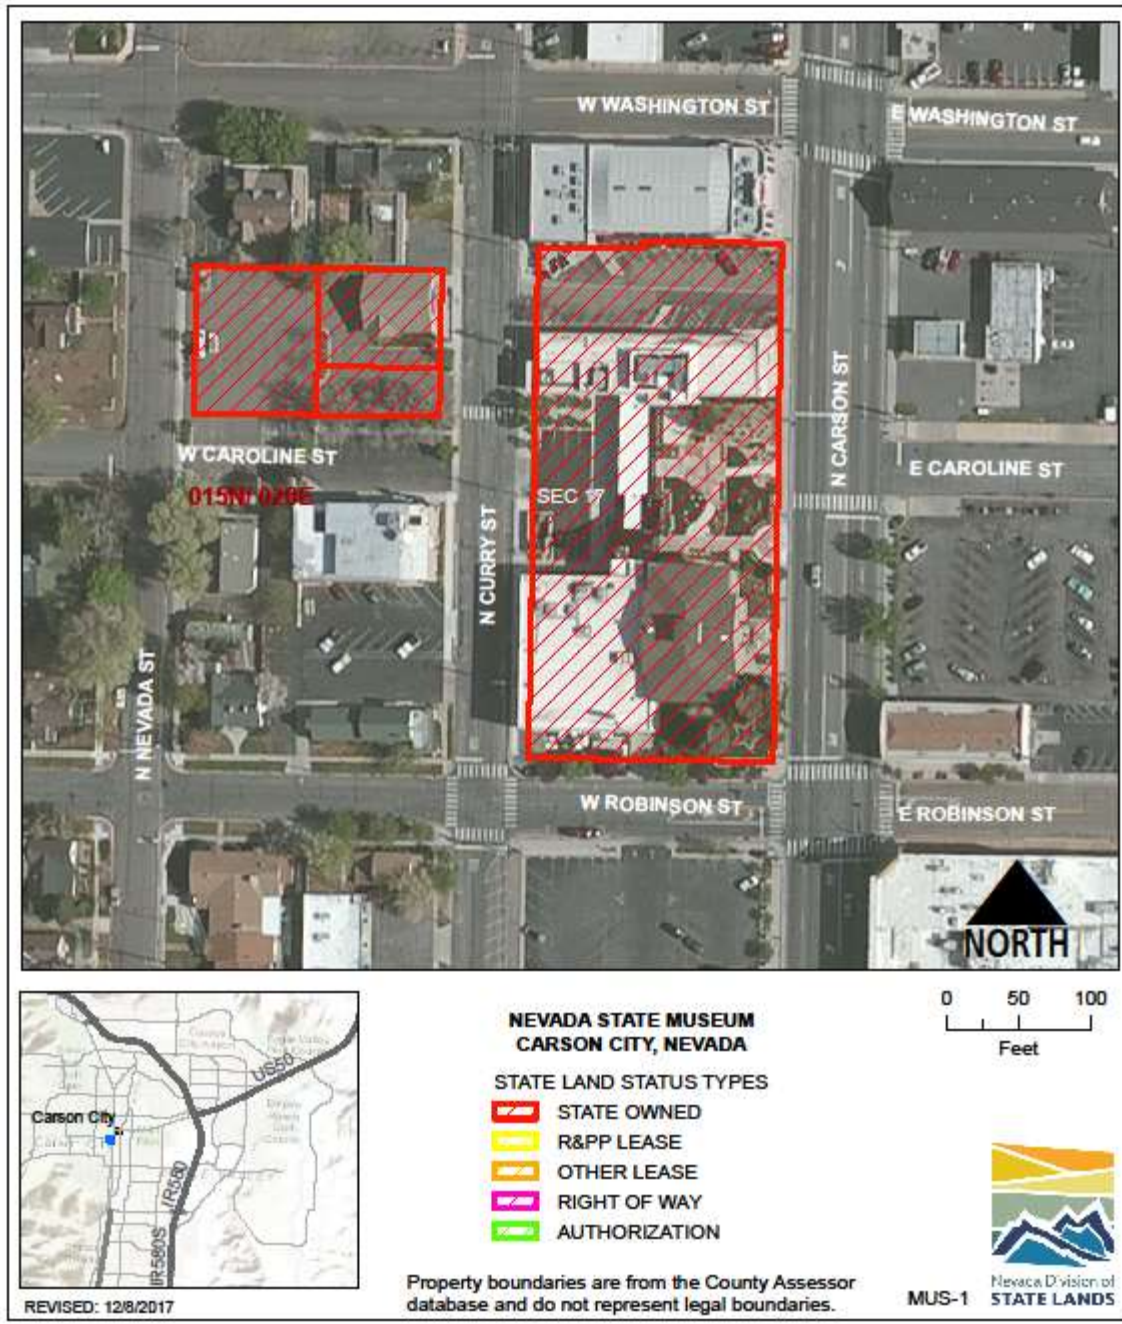 W WASHINGTON ST
E WASHINGTON ST
N CARSON ST
W CAROLINE ST
E CAROLINE ST
015N 020E
SEC 17
N CURRY ST
N NEVADA ST
W ROBINSON ST
E ROBINSON ST
NORTH
US50
Carson City
IR580
IR580S
REVISED: 12/8/2017
NEVADA STATE MUSEUM
CARSON CITY, NEVADA
STATE LAND STATUS TYPES
STATE OWNED
R&PP LEASE
OTHER LEASE
RIGHT OF WAY
AUTHORIZATION
Property boundaries are from the County Assessor
database and do not represent legal boundaries.
0 50 100
Feet
MUS-1
Nevada Division of
STATE LANDS